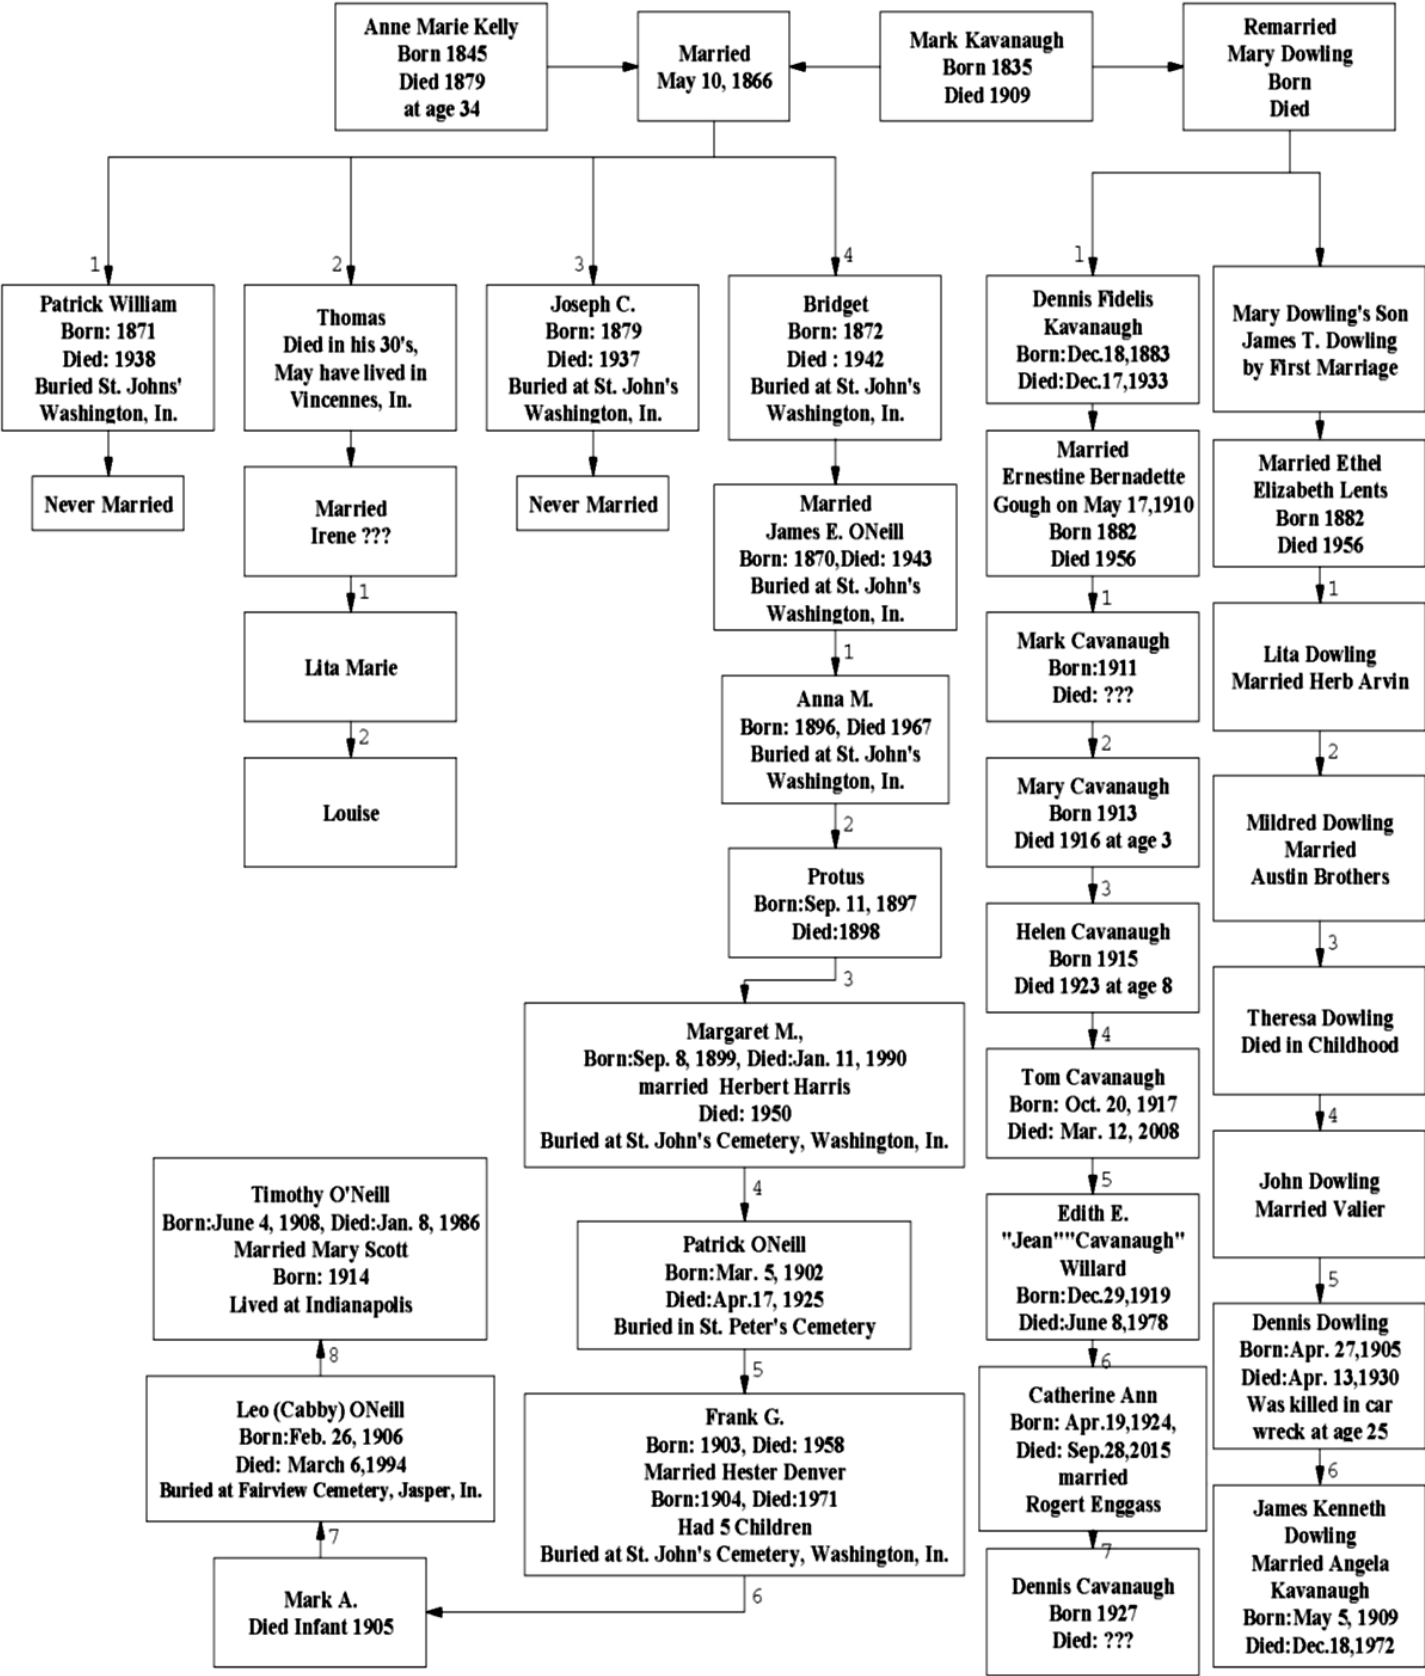 Anne Marie Kelly
Born 1845
Died 1879
at age 34
Married
May 10, 1866
Mark Kavanaugh
Born 1835
Died 1909
Remarried
Mary Dowling
Born
Died
1
Patrick William
Born: 1871
Died: 1938
Buried St. Johns'
Washington, In.
Never Married
2
Thomas
Died in his 30's,
May have lived in
Vincennes, In.
Married
Irene ???
1
Lita Marie
2
Louise
3
Joseph C.
Born: 1879
Died: 1937
Buried at St. John's
Washington, In.
Never Married
4
Bridget
Born: 1872
Died : 1942
Buried at St. John's
Washington, In.
Married
James E. ONeill
Born: 1870,Died: 1943
Buried at St. John's
Washington, In.
1
Anna M.
Born: 1896, Died 1967
Buried at St. John's
Washington, In.
2
Protus
Born:Sep. 11, 1897
Died:1898
3
Margaret M.,
Born:Sep. 8, 1899, Died:Jan. 11, 1990
married Herbert Harris
Died: 1950
Buried at St. John's Cemetery, Washington, In.
4
Patrick ONeill
Born:Mar. 5, 1902
Died:Apr.17, 1925
Buried in St. Peter's Cemetery
5
Frank G.
Born: 1903, Died: 1958
Married Hester Denver
Born:1904, Died:1971
Had 5 Children
Buried at St. John's Cemetery, Washington, In.
6
Mark A.
Died Infant 1905
7
Leo (Cabby) ONeill
Born:Feb. 26, 1906
Died: March 6,1994
Buried at Fairview Cemetery, Jasper, In.
8
Timothy O'Neill
Born:June 4, 1908, Died:Jan. 8, 1986
Married Mary Scott
Born: 1914
Lived at Indianapolis
1
Dennis Fidelis
Kavanaugh
Born:Dec.18,1883
Died:Dec.17,1933
Married
Ernestine Bernadette
Gough on May 17,1910
Born 1882
Died 1956
1
Mark Cavanaugh
Born:1911
Died: ???
2
Mary Cavanaugh
Born 1913
Died 1916 at age 3
3
Helen Cavanaugh
Born 1915
Died 1923 at age 8
4
Tom Cavanaugh
Born: Oct. 20, 1917
Died: Mar. 12, 2008
5
Edith E.
"Jean""Cavanaugh"
Willard
Born:Dec.29,1919
Died:June 8,1978
6
Catherine Ann
Born: Apr.19,1924,
Died: Sep.28,2015
married
Rogert Enggass
7
Dennis Cavanaugh
Born 1927
Died: ???
Mary Dowling's Son
James T. Dowling
by First Marriage
Married Ethel
Elizabeth Lents
Born 1882
Died 1956
1
Lita Dowling
Married Herb Arvin
2
Mildred Dowling
Married
Austin Brothers
3
Theresa Dowling
Died in Childhood
4
John Dowling
Married Valier
5
Dennis Dowling
Born:Apr. 27,1905
Died:Apr. 13,1930
Was killed in car
wreck at age 25
6
James Kenneth
Dowling
Married Angela
Kavanaugh
Born:May 5, 1909
Died:Dec.18,1972